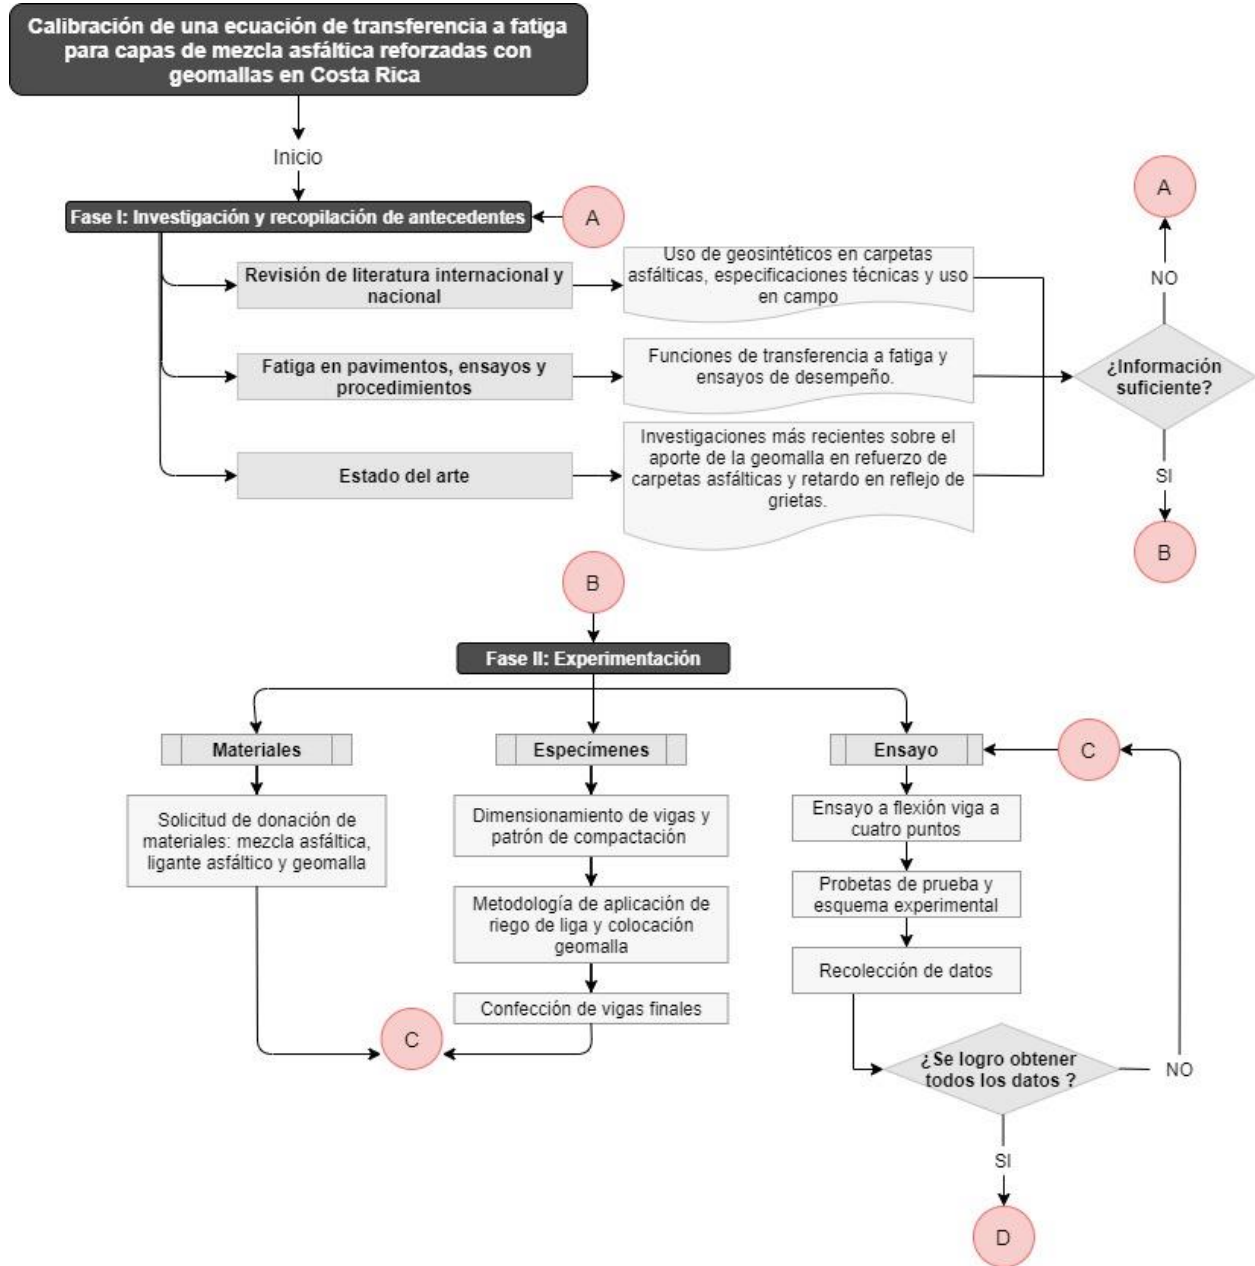 Calibración de una ecuación de transferencia a fatiga
para capas de mezcla asfáltica reforzadas con
geomallas en Costa Rica
Inicio
Fase I: Investigación y recopilación de antecedentes
A
A
NO
Revisión de literatura internacional y
nacional
Uso de geosintéticos en carpetas
asfálticas, especificaciones técnicas y uso
en campo
Fatiga en pavimentos, ensayos y
procedimientos
Funciones de transferencia a fatiga y
ensayos de desempeño.
¿Información
suficiente?
Estado del arte
Investigaciones más recientes sobre el
aporte de la geomalla en refuerzo de
carpetas asfálticas y retardo en reflejo de
grietas.
SI
B
B
Fase II: Experimentación
Materiales
Especímenes
Ensayo
C
Solicitud de donación de
materiales: mezcla asfáltica,
ligante asfáltico y geomalla
Dimensionamiento de vigas y
patrón de compactación
Metodología de aplicación de
riego de liga y colocación
geomalla
Confección de vigas finales
C
Ensayo a flexión viga a
cuatro puntos
Probetas de prueba y
esquema experimental
Recolección de datos
¿Se logro obtener
todos los datos ?
NO
SI
D